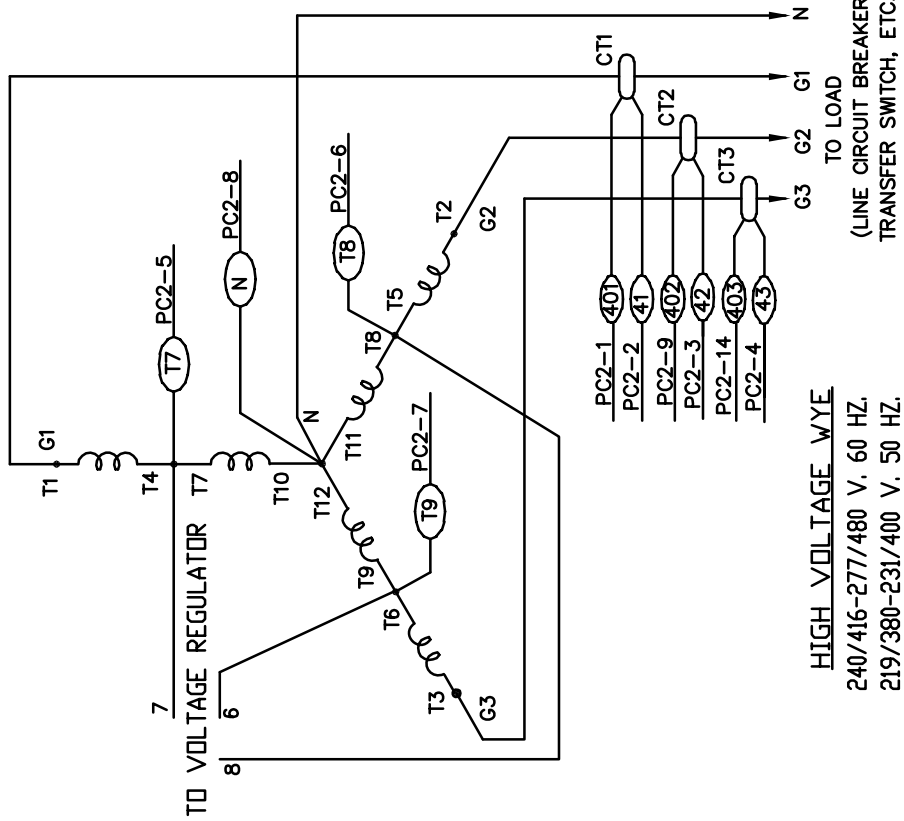 T1
G1
T4
T7
T10
T7
PC2-5
N
PC2-8
N
T12
T11
T9
T8
T8
PC2-6
T5
T2
G2
T6
T9
PC2-7
T3
G3
TO VOLTAGE REGULATOR
7
6
8
CT1
CT2
CT3
PC2-1
401
PC2-2
41
PC2-9
402
PC2-3
42
PC2-14
403
PC2-4
43
N
G1
G2
G3
TO LOAD
(LINE CIRCUIT BREAKER
TRANSFER SWITCH, ETC.
HIGH VOLTAGE WYE
240/416-277/480 V. 60 HZ.
219/380-231/400 V. 50 HZ.